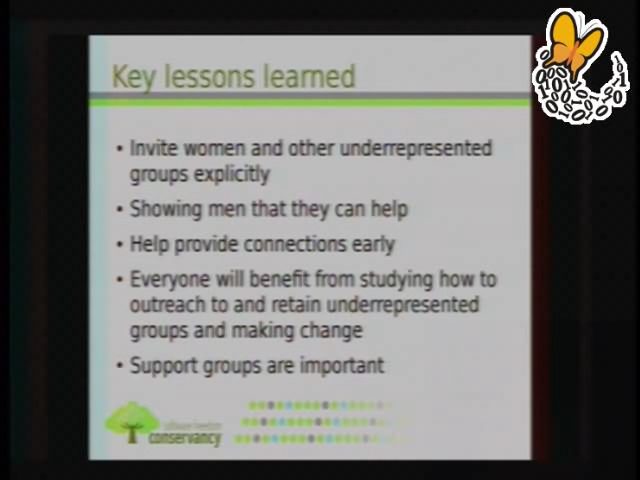 Key lessons learned
• Invite women and other underrepresented
groups explicitly
• Showing men that they can help
• Help provide connections early
• Everyone will benefit from studying how to
outreach to and retain underrepresented
groups and making change
• Support groups are important
software freedom
conservancy